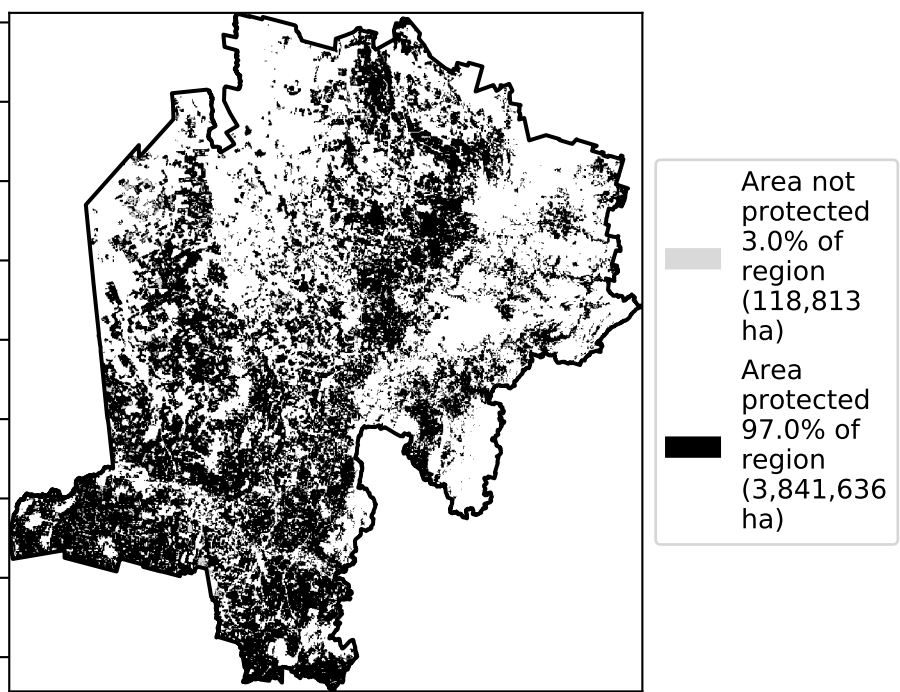 Area not
protected
3.0% of
region
(118,813
ha)
Area
protected
97.0% of
region
(3,841,636
ha)